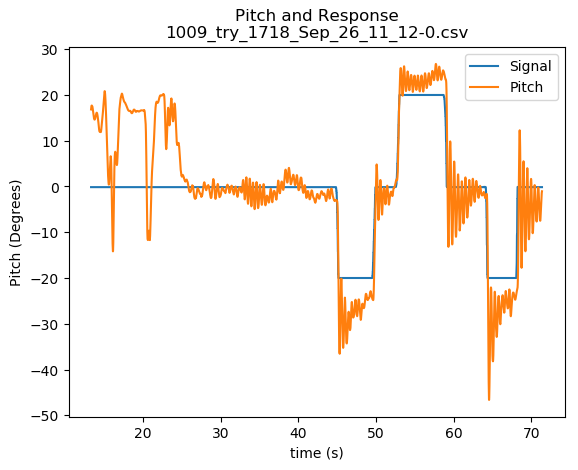 Pitch and Response
1009_try_1718_Sep_26_11_12-0.csv
Signal
Pitch
Pitch (Degrees)
30
20
10
0
−10
−20
−30
−40
−50
20
30
40
50
60
70
time (s)